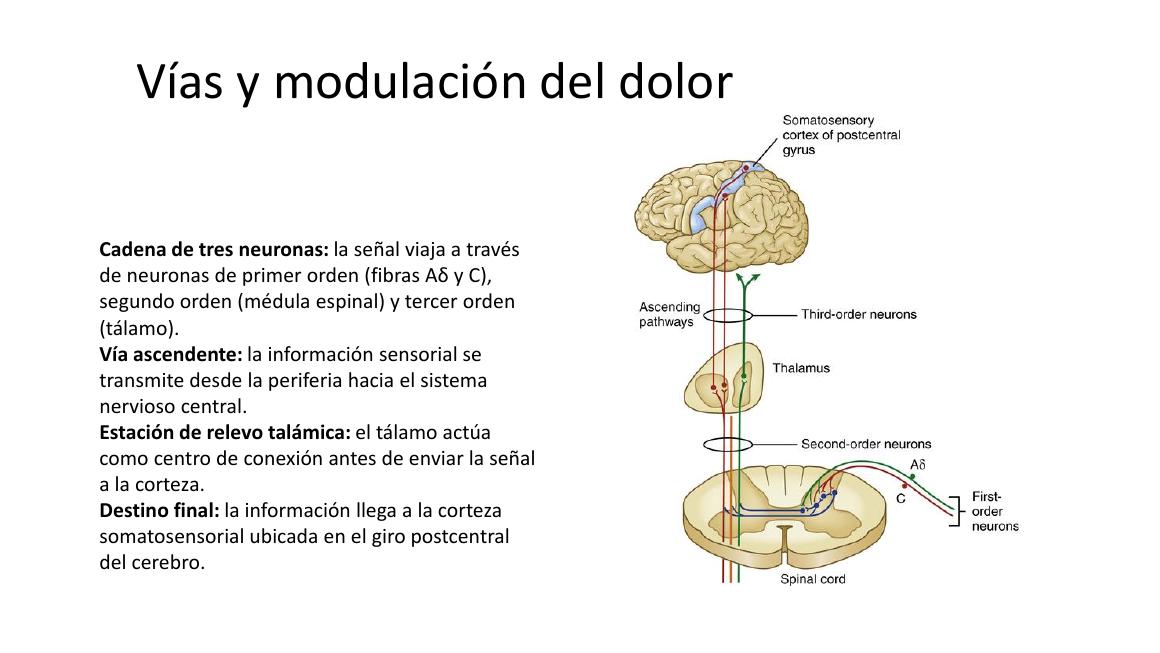 Vías y modulación del dolor
Cadena de tres neuronas: la señal viaja a través
de neuronas de primer orden (fibras Aδ y C),
segundo orden (médula espinal) y tercer orden
(tálamo).
Vía ascendente: la información sensorial se
transmite desde la periferia hacia el sistema
nervioso central.
Estación de relevo talámica: el tálamo actúa
como centro de conexión antes de enviar la señal
a la corteza.
Destino final: la información llega a la corteza
somatosensorial ubicada en el giro postcentral
del cerebro.
Somatosensory
cortex of postcentral
gyrus
Ascending
pathways
Third-order neurons
Thalamus
Second-order neurons
Aδ
C
First-
order
neurons
Spinal cord